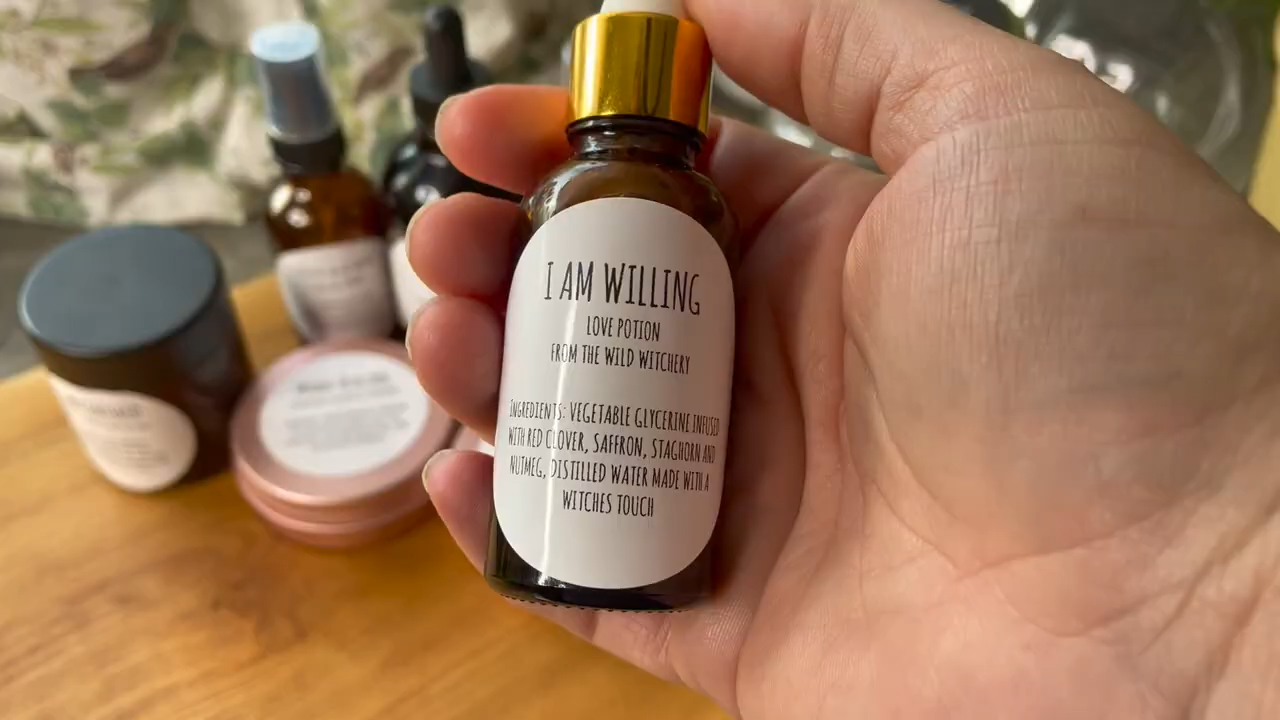 I AM WILLING
LOVE POTION
FROM THE WILD WITCHERY
INGREDIENTS: VEGETABLE GLYCERINE INFUSED
WITH RED CLOVER, SAFFRON, STAGHORN AND
NUTMEG, DISTILLED WATER MADE WITH A
WITCHES TOUCH